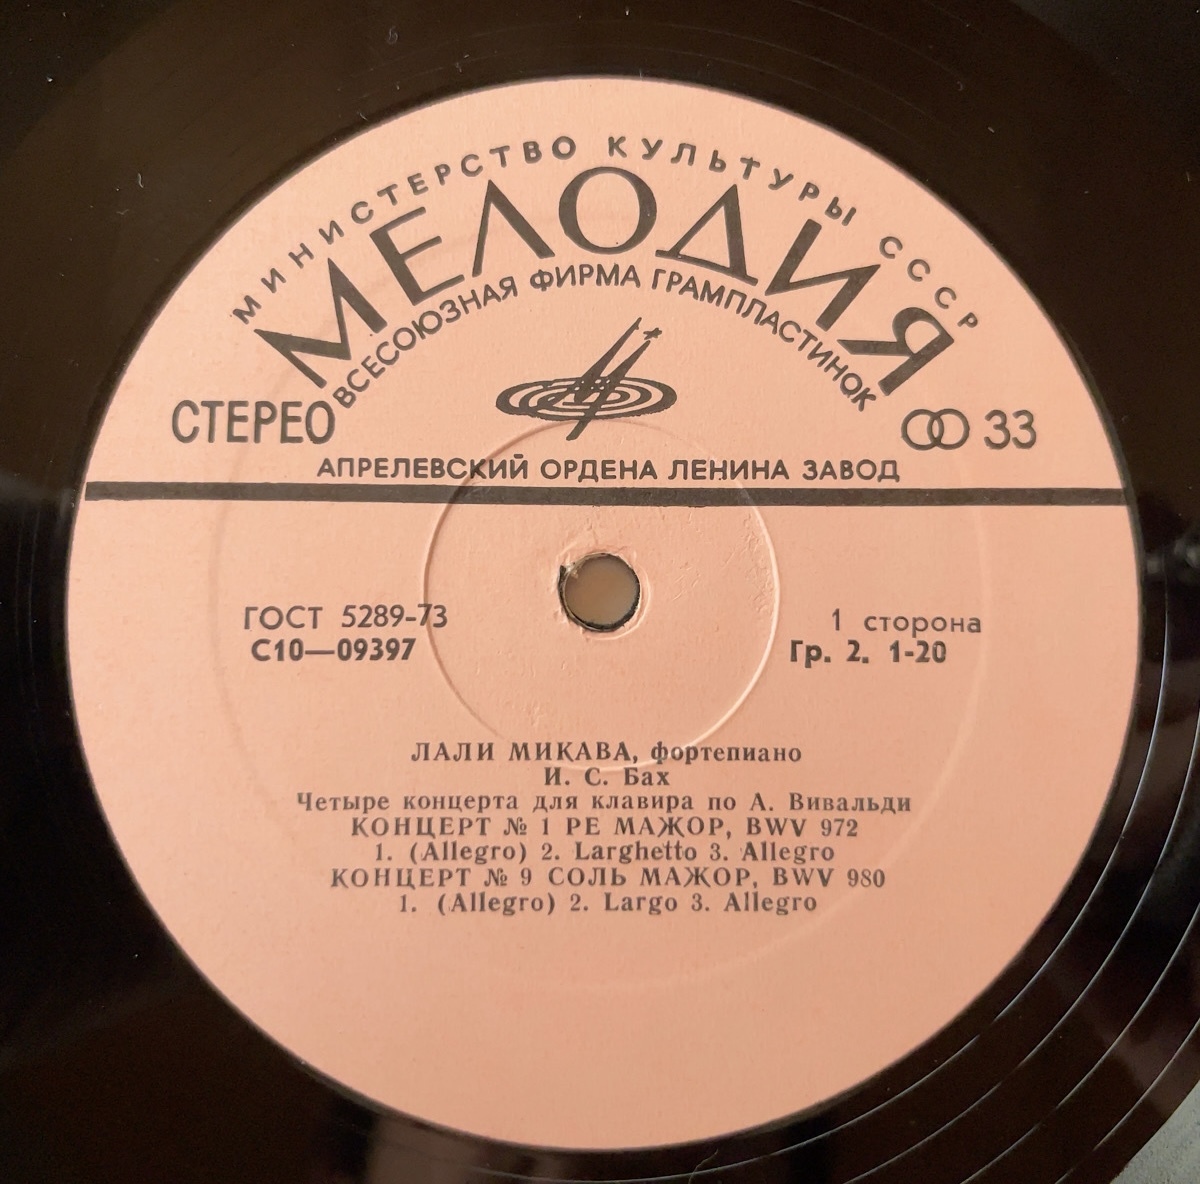 МИНИСТЕРСТВО КУЛЬТУРЫ СССР
МЕЛОДИЯ
ВСЕСОЮЗНАЯ ФИРМА ГРАМПЛАСТИНОК
СТЕРЕО
33
АПРЕЛЕВСКИЙ ОРДЕНА ЛЕНИНА ЗАВОД
ГОСТ 5289-73
С10—09397
1 сторона
Гр. 2. 1-20
ЛАЛИ МИКАВА, фортепиано
И. С. Бах
Четыре концерта для клавира по А. Вивальди
КОНЦЕРТ № 1 РЕ МАЖОР, BWV 972
1. (Allegro) 2. Larghetto 3. Allegro
КОНЦЕРТ № 9 СОЛЬ МАЖОР, BWV 980
1. (Allegro) 2. Largo 3. Allegro